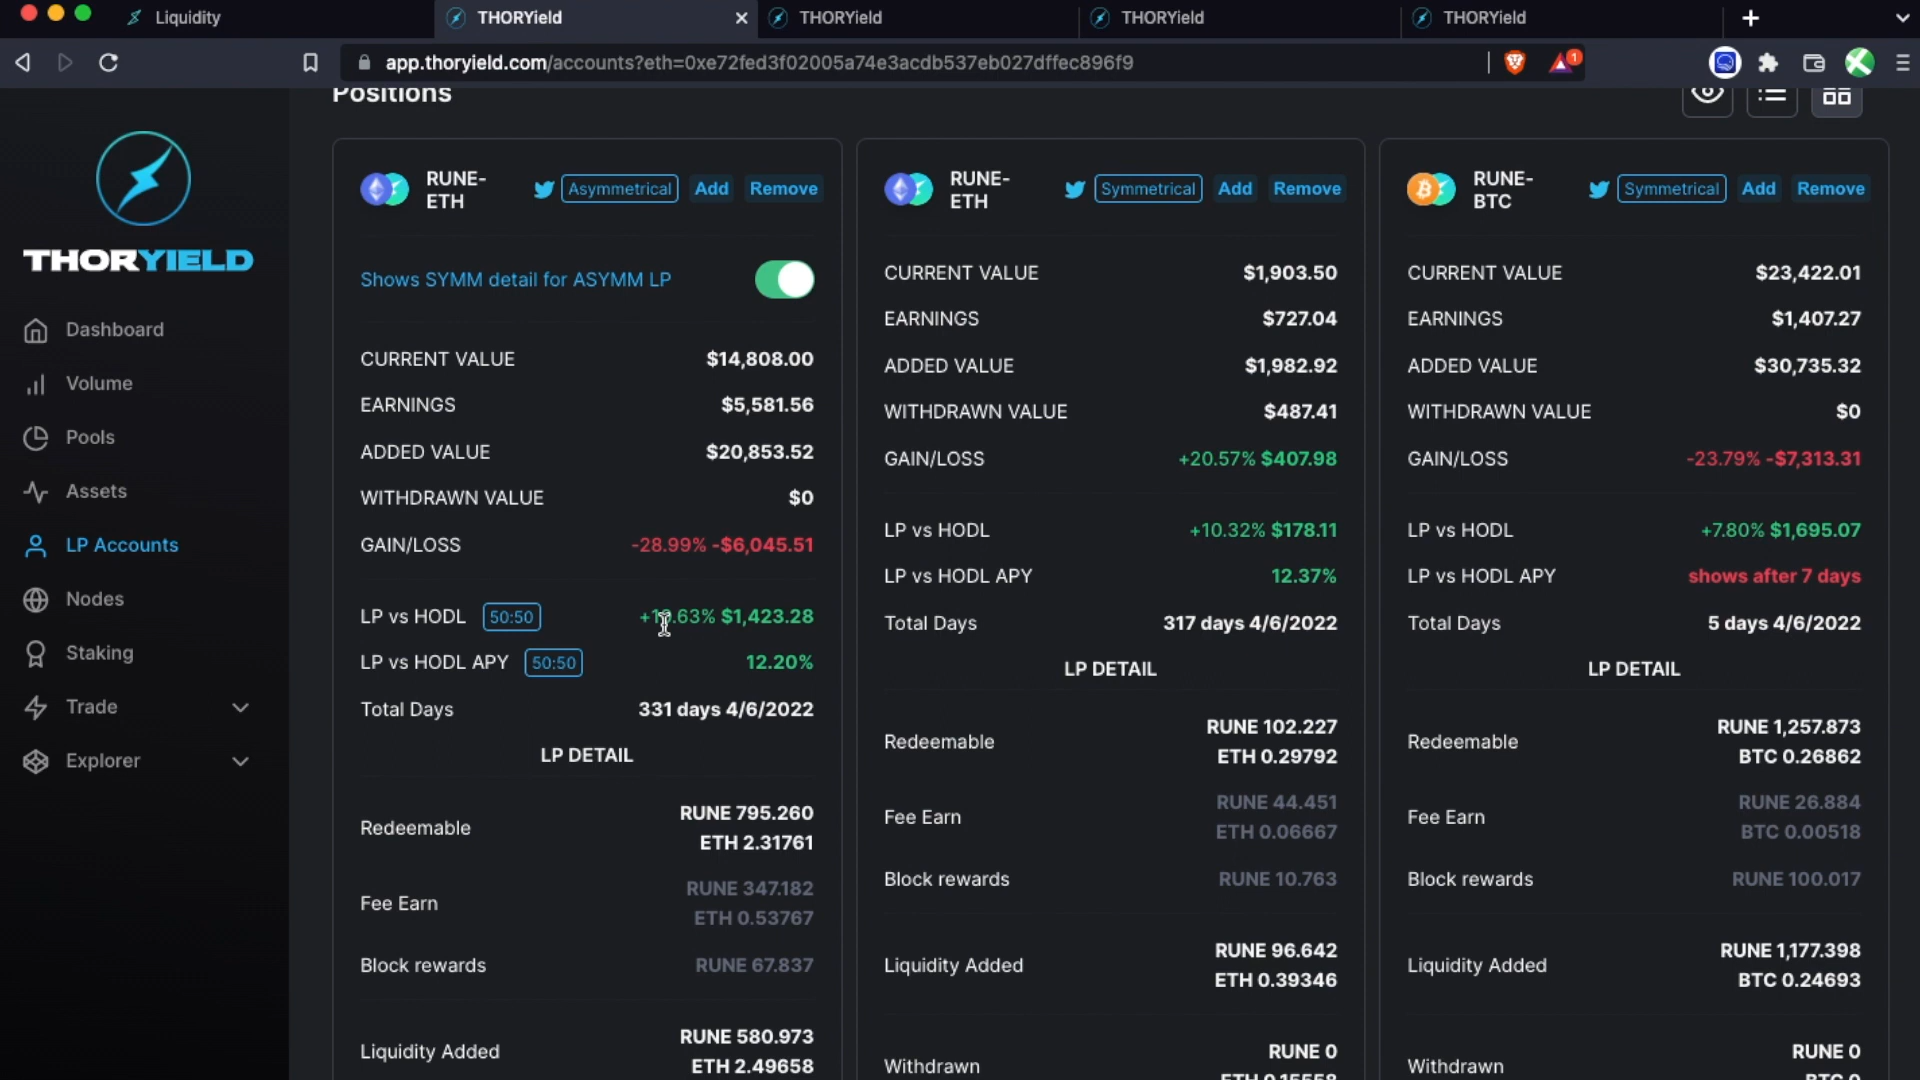 Liquidity
THORYield
THORYield
THORYield
THORYield
app.thoryield.com/accounts?eth=0xe72fed3f02005a74e3acdb537eb027dffec896f9
1
THORYIELD
Dashboard
Volume
Pools
Assets
LP Accounts
Nodes
Staking
Trade
Explorer
Positions
RUNE-
ETH
Asymmetrical Add Remove
Shows SYMM detail for ASYMM LP
CURRENT VALUE $14,808.00
EARNINGS $5,581.56
ADDED VALUE $20,853.52
WITHDRAWN VALUE $0
GAIN/LOSS -28.99% -$6,045.51
LP vs HODL 50:50 $1,423.28
LP vs HODL APY 50:50 12.20%
Total Days 331 days 4/6/2022
LP DETAIL
Redeemable RUNE 795.260
ETH 2.31761
Fee Earn RUNE 347.182
ETH 0.53767
Block rewards RUNE 67.837
Liquidity Added RUNE 580.973
ETH 2.49658
RUNE-
ETH
Symmetrical Add Remove
CURRENT VALUE $1,903.50
EARNINGS $727.04
ADDED VALUE $1,982.92
WITHDRAWN VALUE $487.41
GAIN/LOSS +20.57% $407.98
LP vs HODL +10.32% $178.11
LP vs HODL APY 12.37%
Total Days 317 days 4/6/2022
LP DETAIL
Redeemable RUNE 102.227
ETH 0.29792
Fee Earn RUNE 44.451
ETH 0.06667
Block rewards RUNE 10.763
Liquidity Added RUNE 96.642
ETH 0.39346
Withdrawn RUNE 0
RUNE-
BTC
Symmetrical Add Remove
CURRENT VALUE $23,422.01
EARNINGS $1,407.27
ADDED VALUE $30,735.32
WITHDRAWN VALUE $0
GAIN/LOSS -23.79% -$7,313.31
LP vs HODL +7.80% $1,695.07
LP vs HODL APY shows after 7 days
Total Days 5 days 4/6/2022
LP DETAIL
Redeemable RUNE 1,257.873
BTC 0.26862
Fee Earn RUNE 26.884
BTC 0.00518
Block rewards RUNE 100.017
Liquidity Added RUNE 1,177.398
BTC 0.24693
Withdrawn RUNE 0